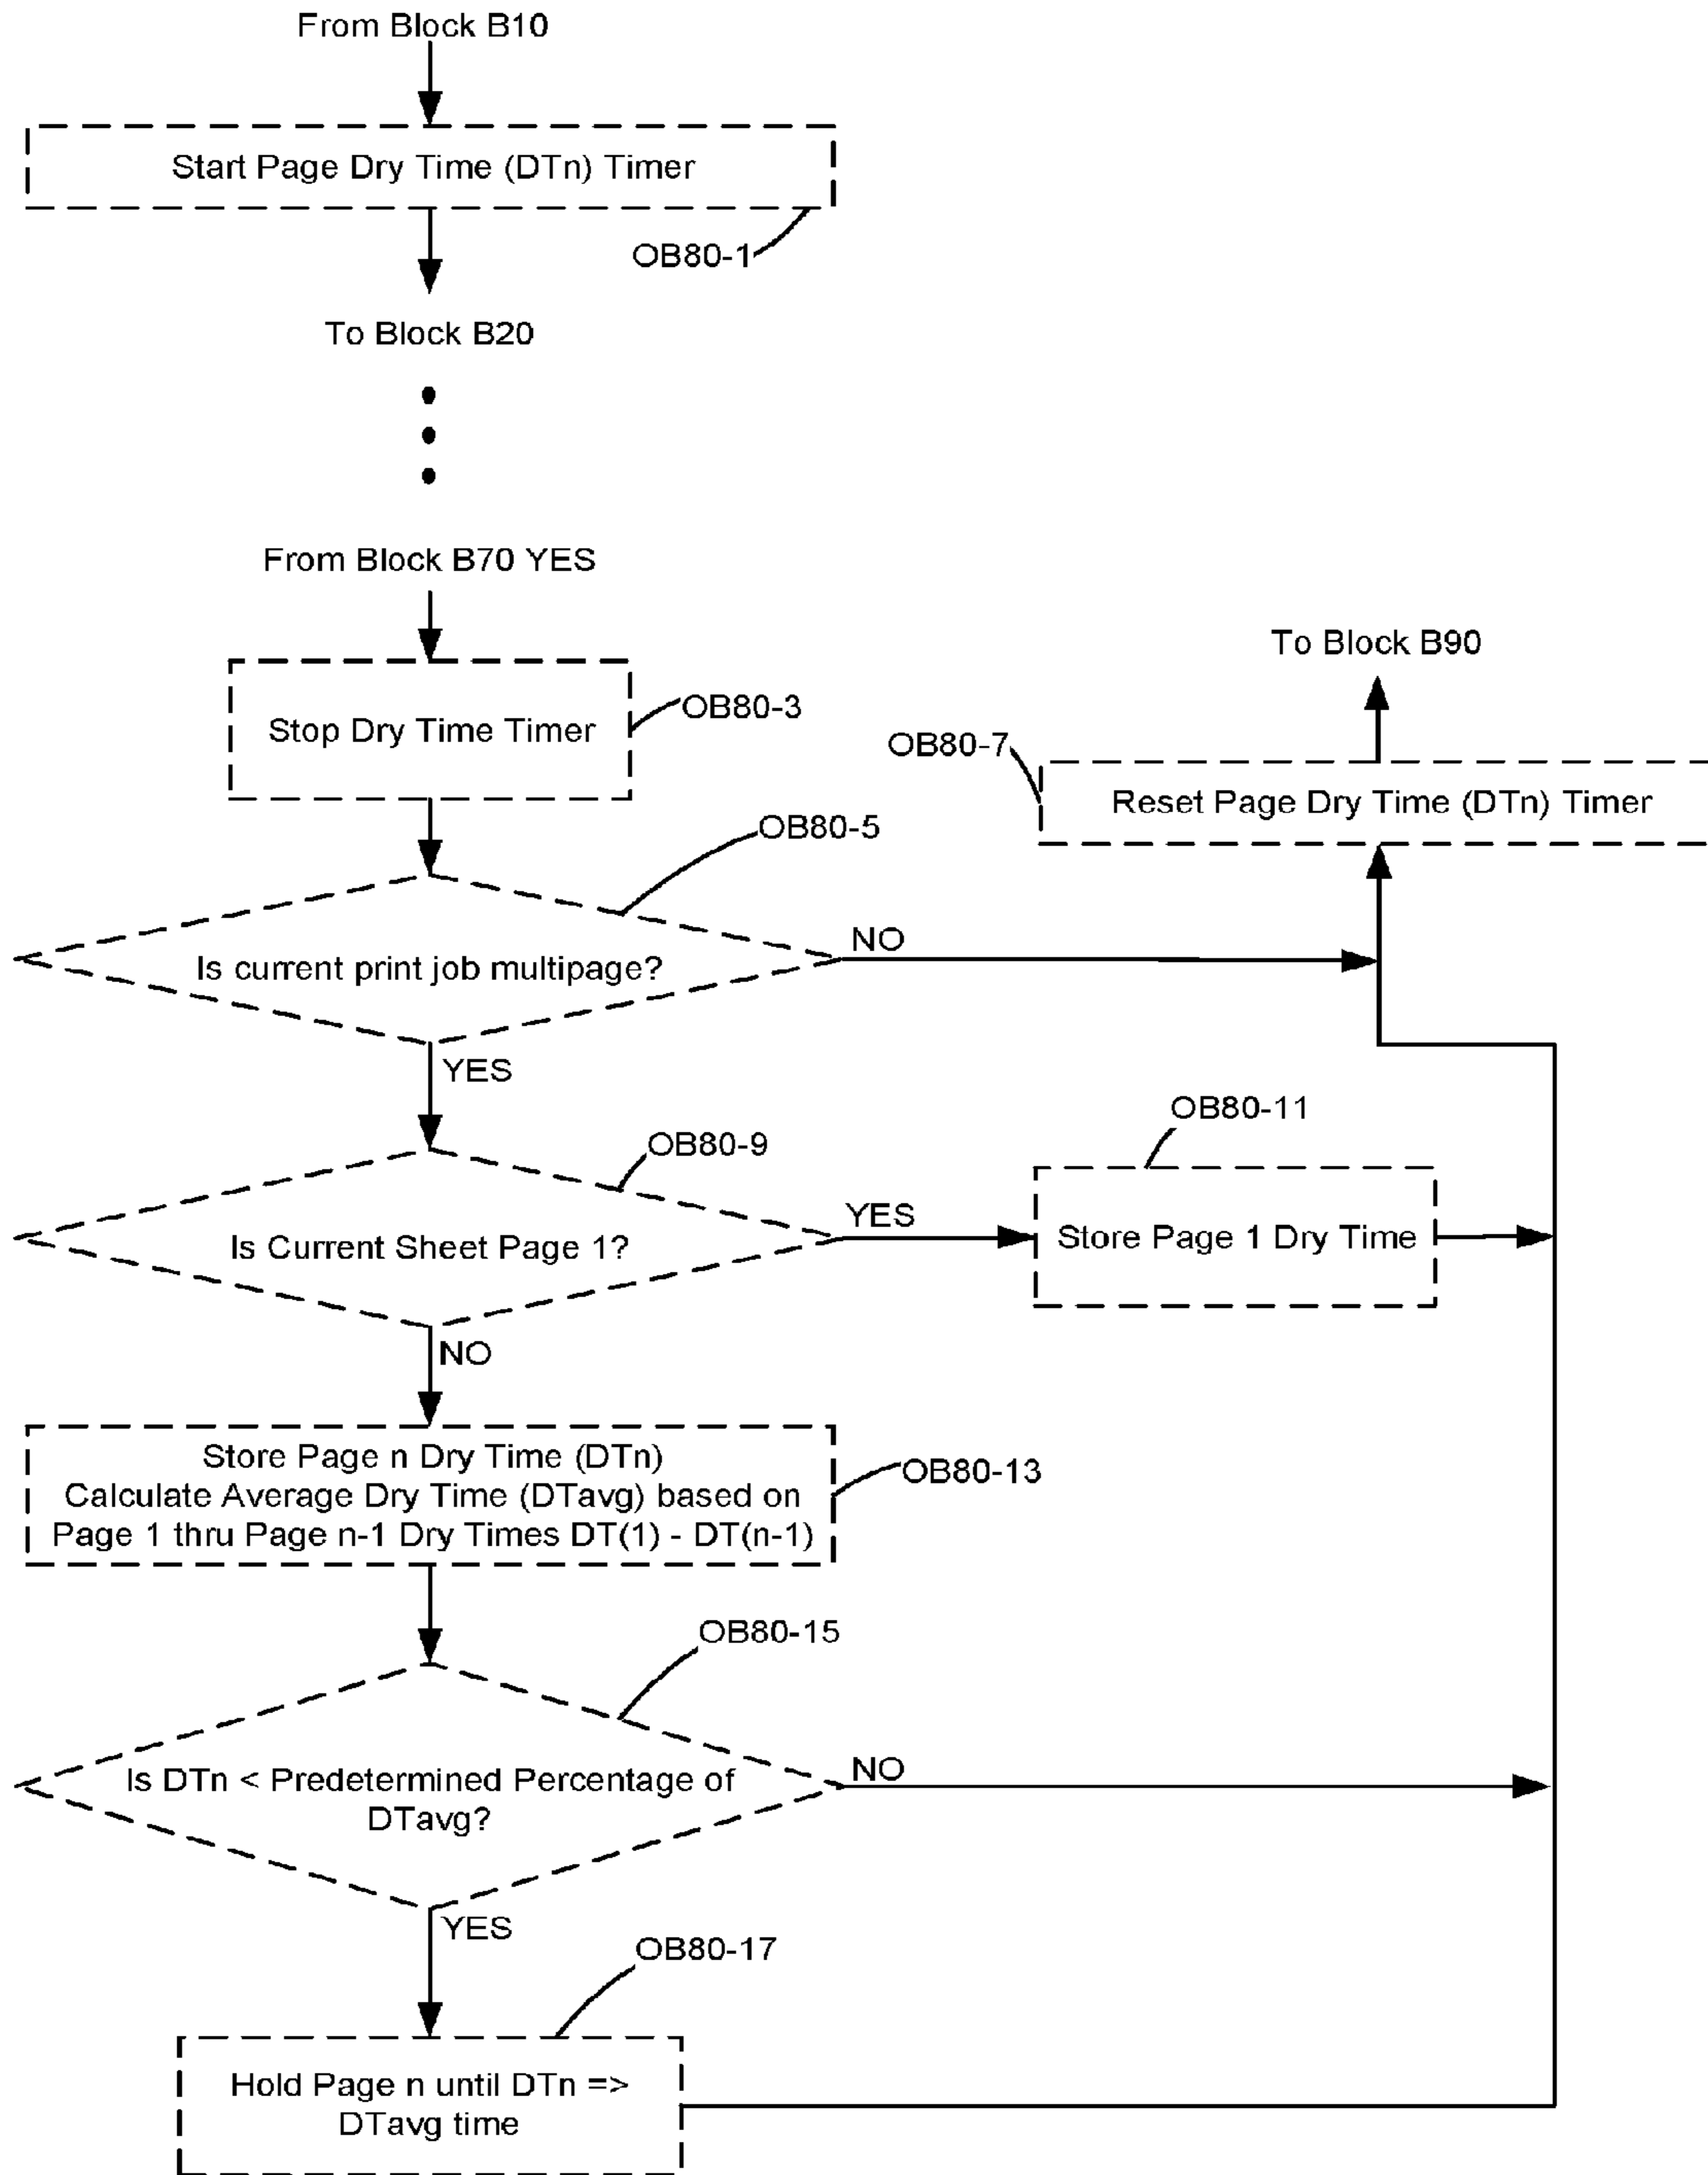 From Block B10
Start Page Dry Time (DTn) Timer
OB80-1
To Block B20
From Block B70 YES
To Block B90
Stop Dry Time Timer
OB80-3
OB80-7
Reset Page Dry Time (DTn) Timer
OB80-5
Is current print job multipage?
NO
YES
OB80-11
OB80-9
Is Current Sheet Page 1?
YES
Store Page 1 Dry Time
NO
Store Page n Dry Time (DTn)
Calculate Average Dry Time (DTavg) based on
Page 1 thru Page n-1 Dry Times DT(1) - DT(n-1)
OB80-13
OB80-15
Is DTn < Predetermined Percentage of
DTavg?
NO
YES
OB80-17
Hold Page n until DTn =>
DTavg time